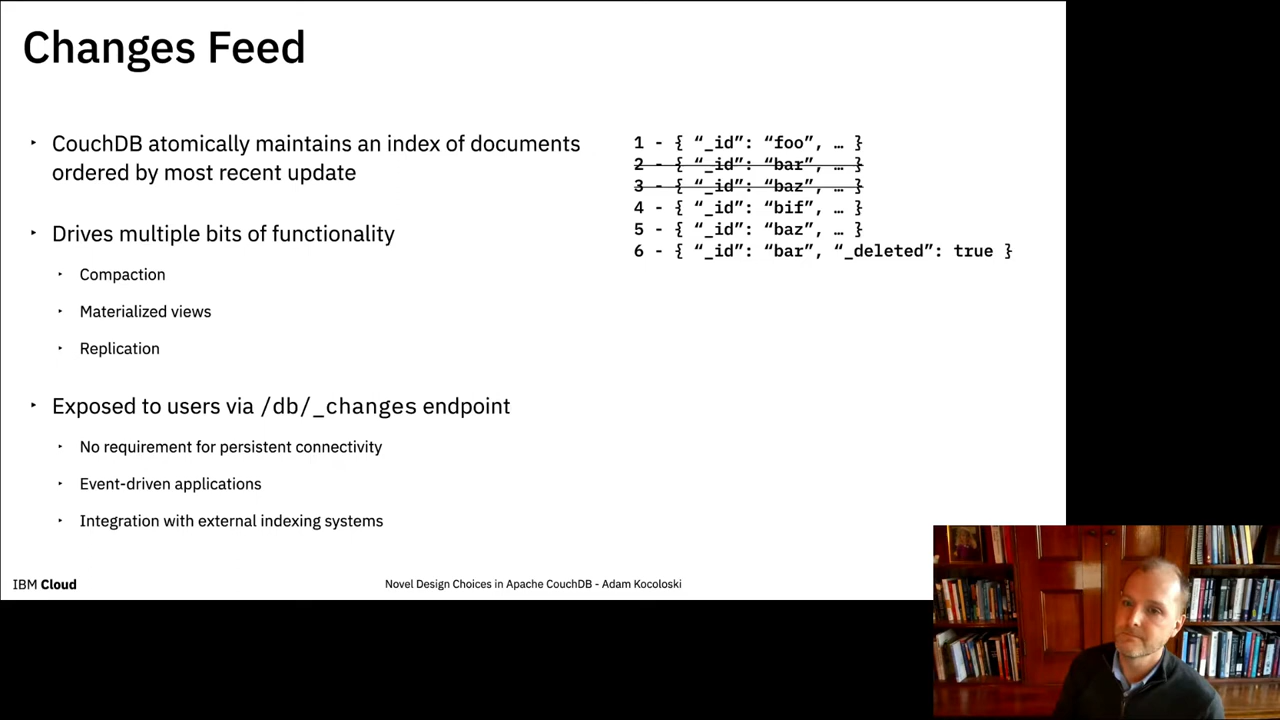 Changes Feed
‣ CouchDB atomically maintains an index of documents
ordered by most recent update
‣ Drives multiple bits of functionality
‣ Compaction
‣ Materialized views
‣ Replication
‣ Exposed to users via /db/_changes endpoint
‣ No requirement for persistent connectivity
‣ Event-driven applications
‣ Integration with external indexing systems
1 - { “_id”: “foo”, … }
2 - { “_id”: “bar”, … }
3 - { “_id”: “baz”, … }
4 - { “_id”: “bif”, … }
5 - { “_id”: “baz”, … }
6 - { “_id”: “bar”, “_deleted”: true }
IBM Cloud
Novel Design Choices in Apache CouchDB - Adam Kocoloski